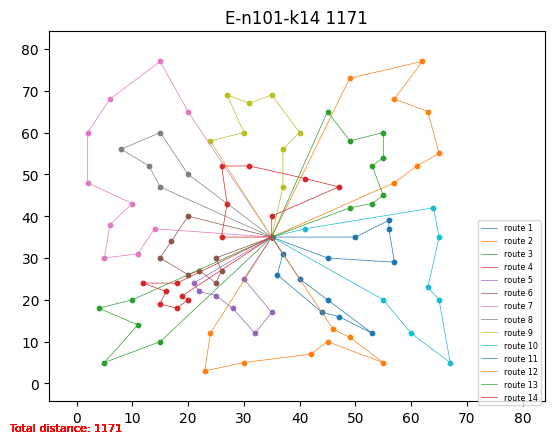 E-n101-k14 1171
80
70
60
50
40
30
20
10
0
0 10 20 30 40 50 60 70 80
route 1
route 2
route 3
route 4
route 5
route 6
route 7
route 8
route 9
route 10
route 11
route 12
route 13
route 14
Total distance: 1171